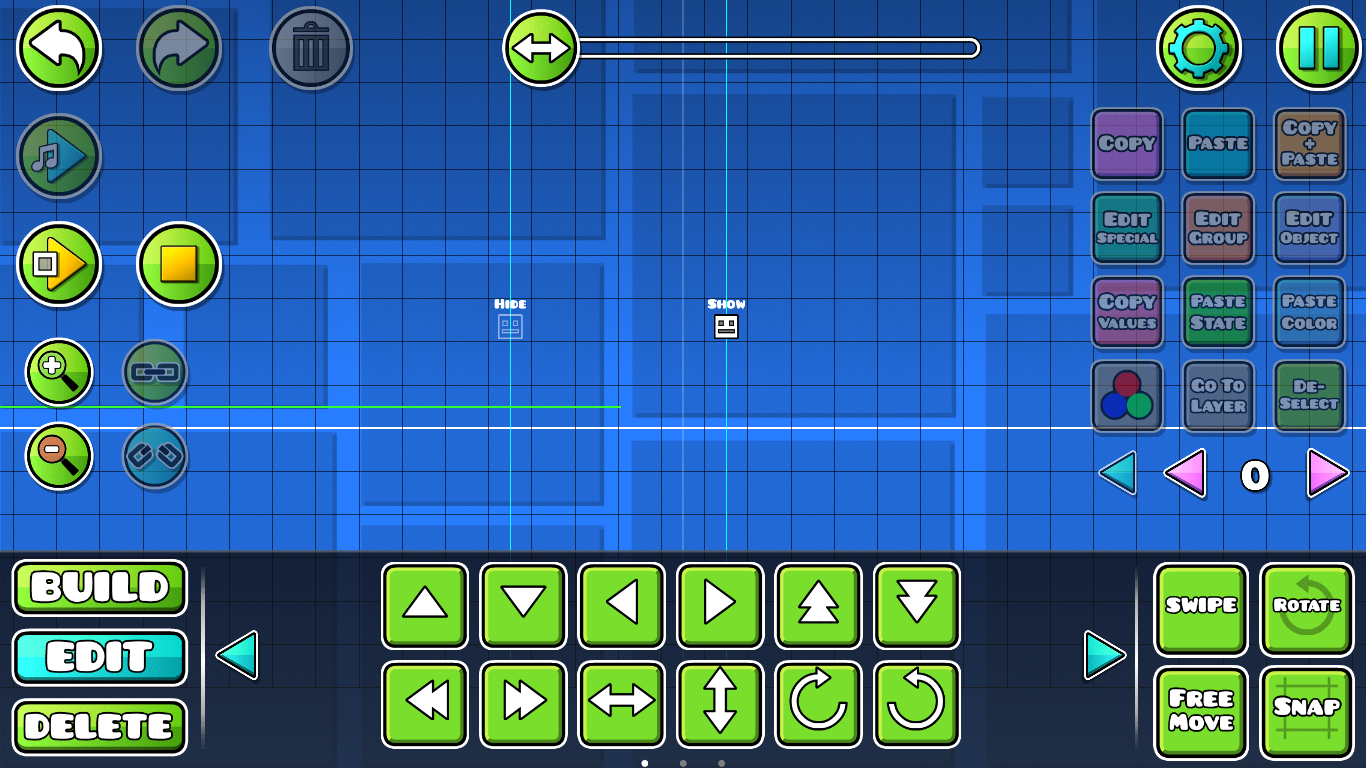 HIDE
SHOW
COPY
PASTE
COPY
+
PASTE
EDIT
SPECIAL
EDIT
GROUP
EDIT
OBJECT
COPY
VALUES
PASTE
STATE
PASTE
COLOR
GO TO
LAYER
DE-
SELECT
0
BUILD
EDIT
DELETE
SWIPE
ROTATE
FREE
MOVE
SNAP